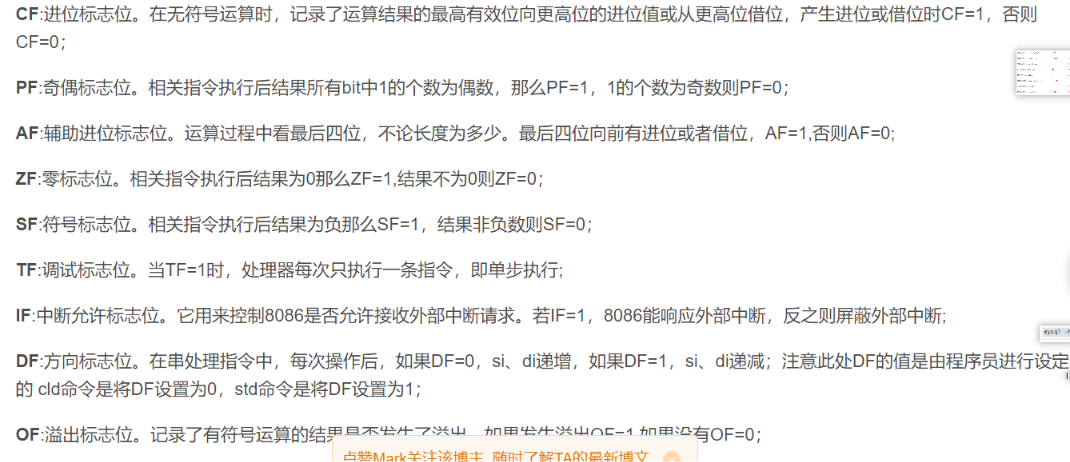 CF:进位标志位。在无符号运算时，记录了运算结果的最高有效位向更高位的进位值或从更高位借位，产生进位或借位时CF=1，否则
CF=0；
PF:奇偶标志位。相关指令执行后结果所有bit中1的个数为偶数，那么PF=1，1的个数为奇数则PF=0；
AF:辅助进位标志位。运算过程中看最后四位，不论长度为多少。最后四位向前有进位或者借位，AF=1,否则AF=0;
ZF:零标志位。相关指令执行后结果为0那么ZF=1,结果不为0则ZF=0；
SF:符号标志位。相关指令执行后结果为负那么SF=1，结果非负数则SF=0；
TF:调试标志位。当TF=1时，处理器每次只执行一条指令，即单步执行;
IF:中断允许标志位。它用来控制8086是否允许接收外部中断请求。若IF=1，8086能响应外部中断，反之则屏蔽外部中断;
DF:方向标志位。在串处理指令中，每次操作后，如果DF=0，si、di递增，如果DF=1，si、di递减；注意此处DF的值是由程序员进行设定
的 cld命令是将DF设置为0，std命令是将DF设置为1；
OF:溢出标志位。记录了有符号运算的结果是否发生了溢出，如果发生溢出OF=1,如果没有OF=0；
点赞Mark关注该博主, 随时了解TA的最新博文
mysql